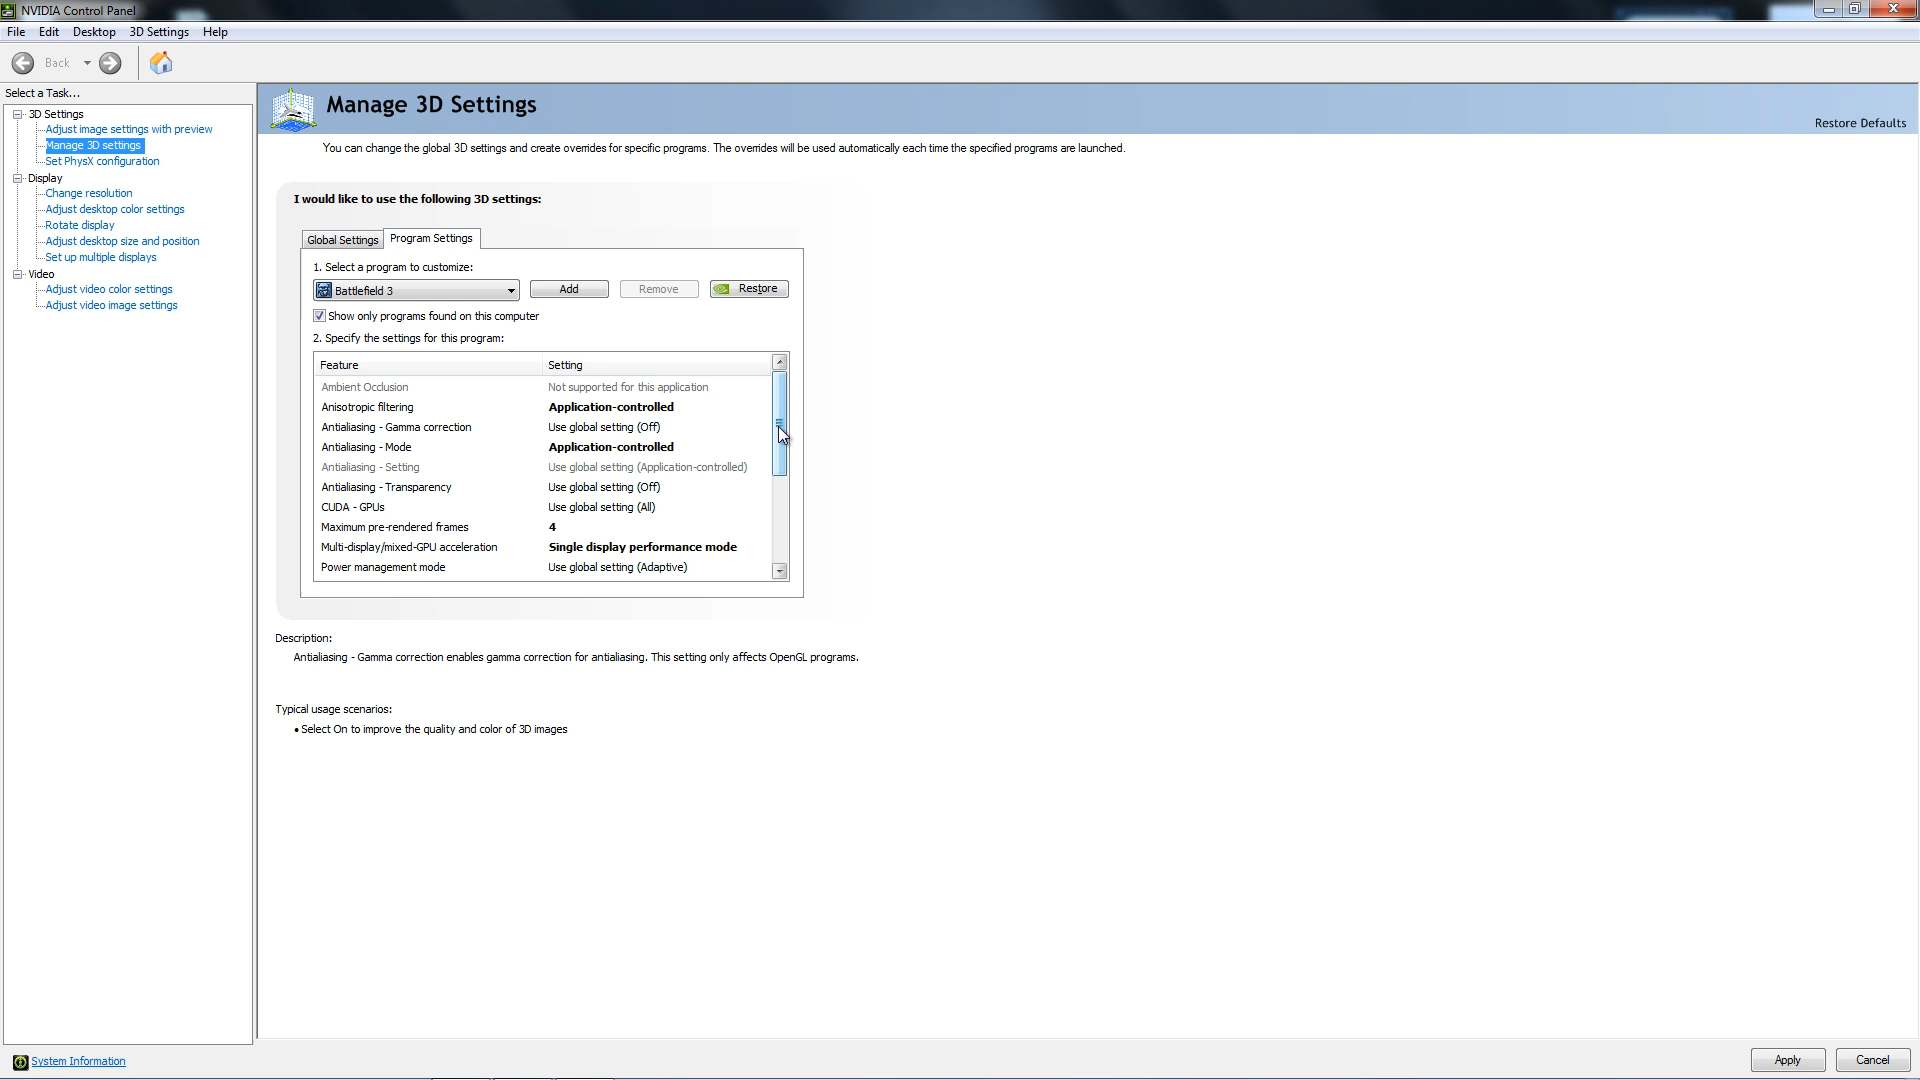 NVIDIA Control Panel
File Edit Desktop 3D Settings Help
Back
Select a Task...
3D Settings
Adjust image settings with preview
Manage 3D settings
Set PhysX configuration
Display
Change resolution
Adjust desktop color settings
Rotate display
Adjust desktop size and position
Set up multiple displays
Video
Adjust video color settings
Adjust video image settings
System Information
Manage 3D Settings
Restore Defaults
You can change the global 3D settings and create overrides for specific programs. The overrides will be used automatically each time the specified programs are launched.
I would like to use the following 3D settings:
Global Settings Program Settings
1. Select a program to customize:
Battlefield 3 Add Remove Restore
Show only programs found on this computer
2. Specify the settings for this program:
Feature Setting
Ambient Occlusion Not supported for this application
Anisotropic filtering Application-controlled
Antialiasing - Gamma correction Use global setting (Off)
Antialiasing - Mode Application-controlled
Antialiasing - Setting Use global setting (Application-controlled)
Antialiasing - Transparency Use global setting (Off)
CUDA - GPUs Use global setting (All)
Maximum pre-rendered frames 4
Multi-display/mixed-GPU acceleration Single display performance mode
Power management mode Use global setting (Adaptive)
Description:
Antialiasing - Gamma correction enables gamma correction for antialiasing. This setting only affects OpenGL programs.
Typical usage scenarios:
• Select On to improve the quality and color of 3D images
Apply Cancel